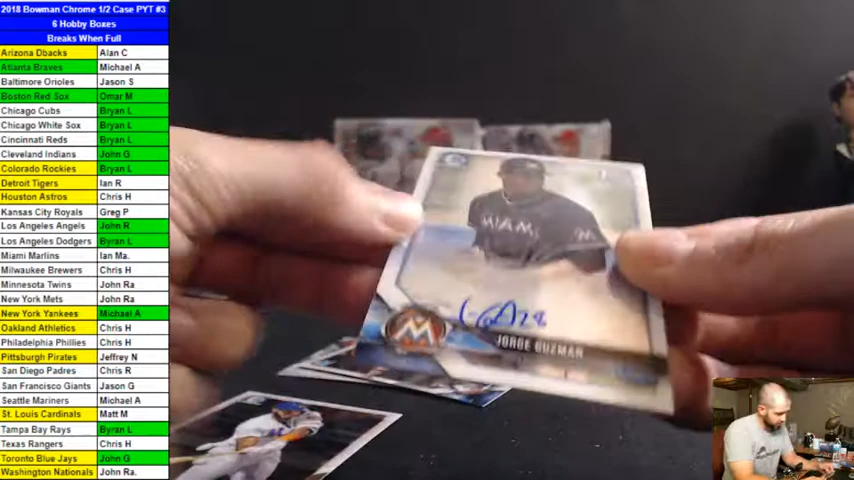 2018 Bowman Chrome 1/2 Case PYT #3
6 Hobby Boxes
Breaks When Full
Arizona Dbacks Alan C
Atlanta Braves Michael A
Baltimore Orioles Jason S
Boston Red Sox Omar M
Chicago Cubs Bryan L
Chicago White Sox Bryan L
Cincinnati Reds Bryan L
Cleveland Indians John G
Colorado Rockies Bryan L
Detroit Tigers Ian R
Houston Astros Chris H
Kansas City Royals Greg P
Los Angeles Angels John R
Los Angeles Dodgers Byran L
Miami Marlins Ian Ma.
Milwaukee Brewers Chris H
Minnesota Twins John Ra
New York Mets John Ra
New York Yankees Michael A
Oakland Athletics Chris H
Philadelphia Phillies Chris H
Pittsburgh Pirates Jeffrey N
San Diego Padres Chris R
San Francisco Giants Jason G
Seattle Mariners Michael A
St. Louis Cardinals Matt M
Tampa Bay Rays Byran L
Texas Rangers Chris H
Toronto Blue Jays John G
Washington Nationals John Ra.
MIAMI
JORGE GUZMAN